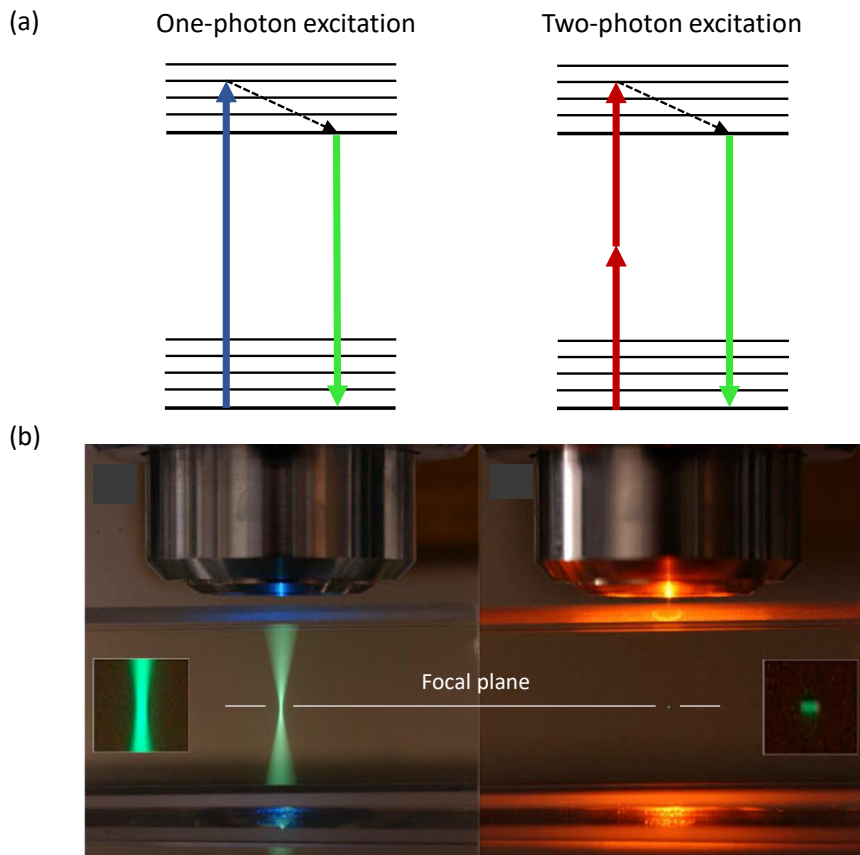 (a)
One-photon excitation
Two-photon excitation
(b)
Focal plane